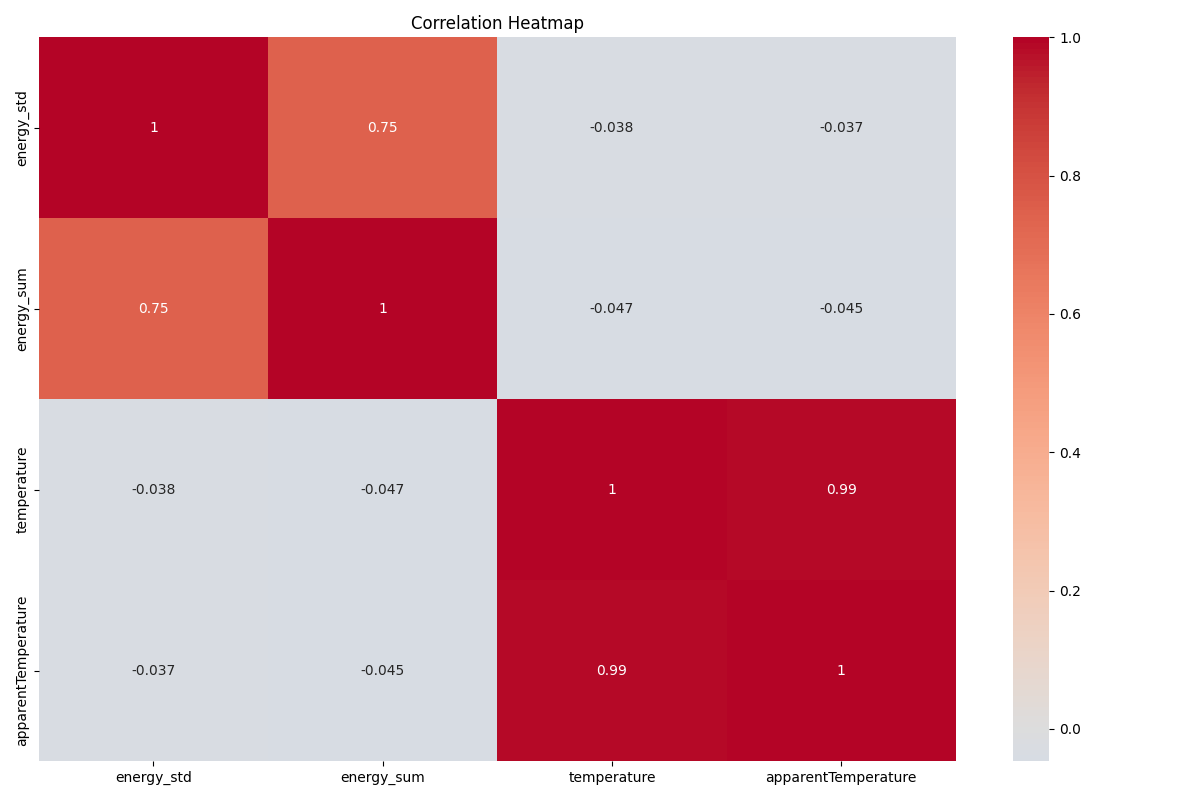 Correlation Heatmap
energy_std
1
0.75
-0.038
-0.037
energy_sum
0.75
1
-0.047
-0.045
temperature
-0.038
-0.047
1
0.99
apparentTemperature
-0.037
-0.045
0.99
1
energy_std
energy_sum
temperature
apparentTemperature
1.0
0.8
0.6
0.4
0.2
0.0